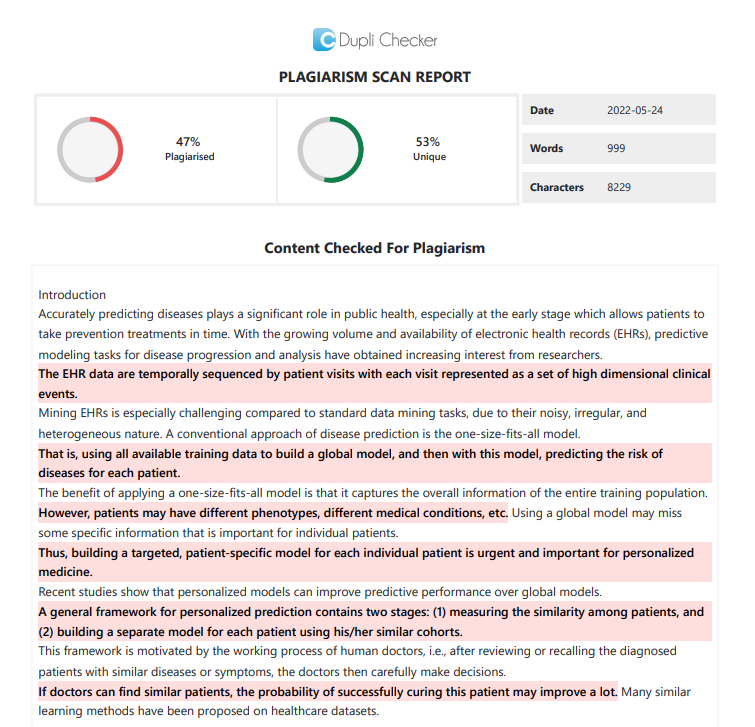 Dupli Checker
PLAGIARISM SCAN REPORT
47%
Plagiarised
53%
Unique
Date 2022-05-24
Words 999
Characters 8229
Content Checked For Plagiarism
Introduction
Accurately predicting diseases plays a significant role in public health, especially at the early stage which allows patients to
take prevention treatments in time. With the growing volume and availability of electronic health records (EHRs), predictive
modeling tasks for disease progression and analysis have obtained increasing interest from researchers.
The EHR data are temporally sequenced by patient visits with each visit represented as a set of high dimensional clinical
events.
Mining EHRs is especially challenging compared to standard data mining tasks, due to their noisy, irregular, and
heterogeneous nature. A conventional approach of disease prediction is the one-size-fits-all model.
That is, using all available training data to build a global model, and then with this model, predicting the risk of
diseases for each patient.
The benefit of applying a one-size-fits-all model is that it captures the overall information of the entire training population.
However, patients may have different phenotypes, different medical conditions, etc. Using a global model may miss
some specific information that is important for individual patients.
Thus, building a targeted, patient-specific model for each individual patient is urgent and important for personalized
medicine.
Recent studies show that personalized models can improve predictive performance over global models.
A general framework for personalized prediction contains two stages: (1) measuring the similarity among patients, and
(2) building a separate model for each patient using his/her similar cohorts.
This framework is motivated by the working process of human doctors, i.e., after reviewing or recalling the diagnosed
patients with similar diseases or symptoms, the doctors then carefully make decisions.
If doctors can find similar patients, the probability of successfully curing this patient may improve a lot. Many similar
learning methods have been proposed on healthcare datasets.